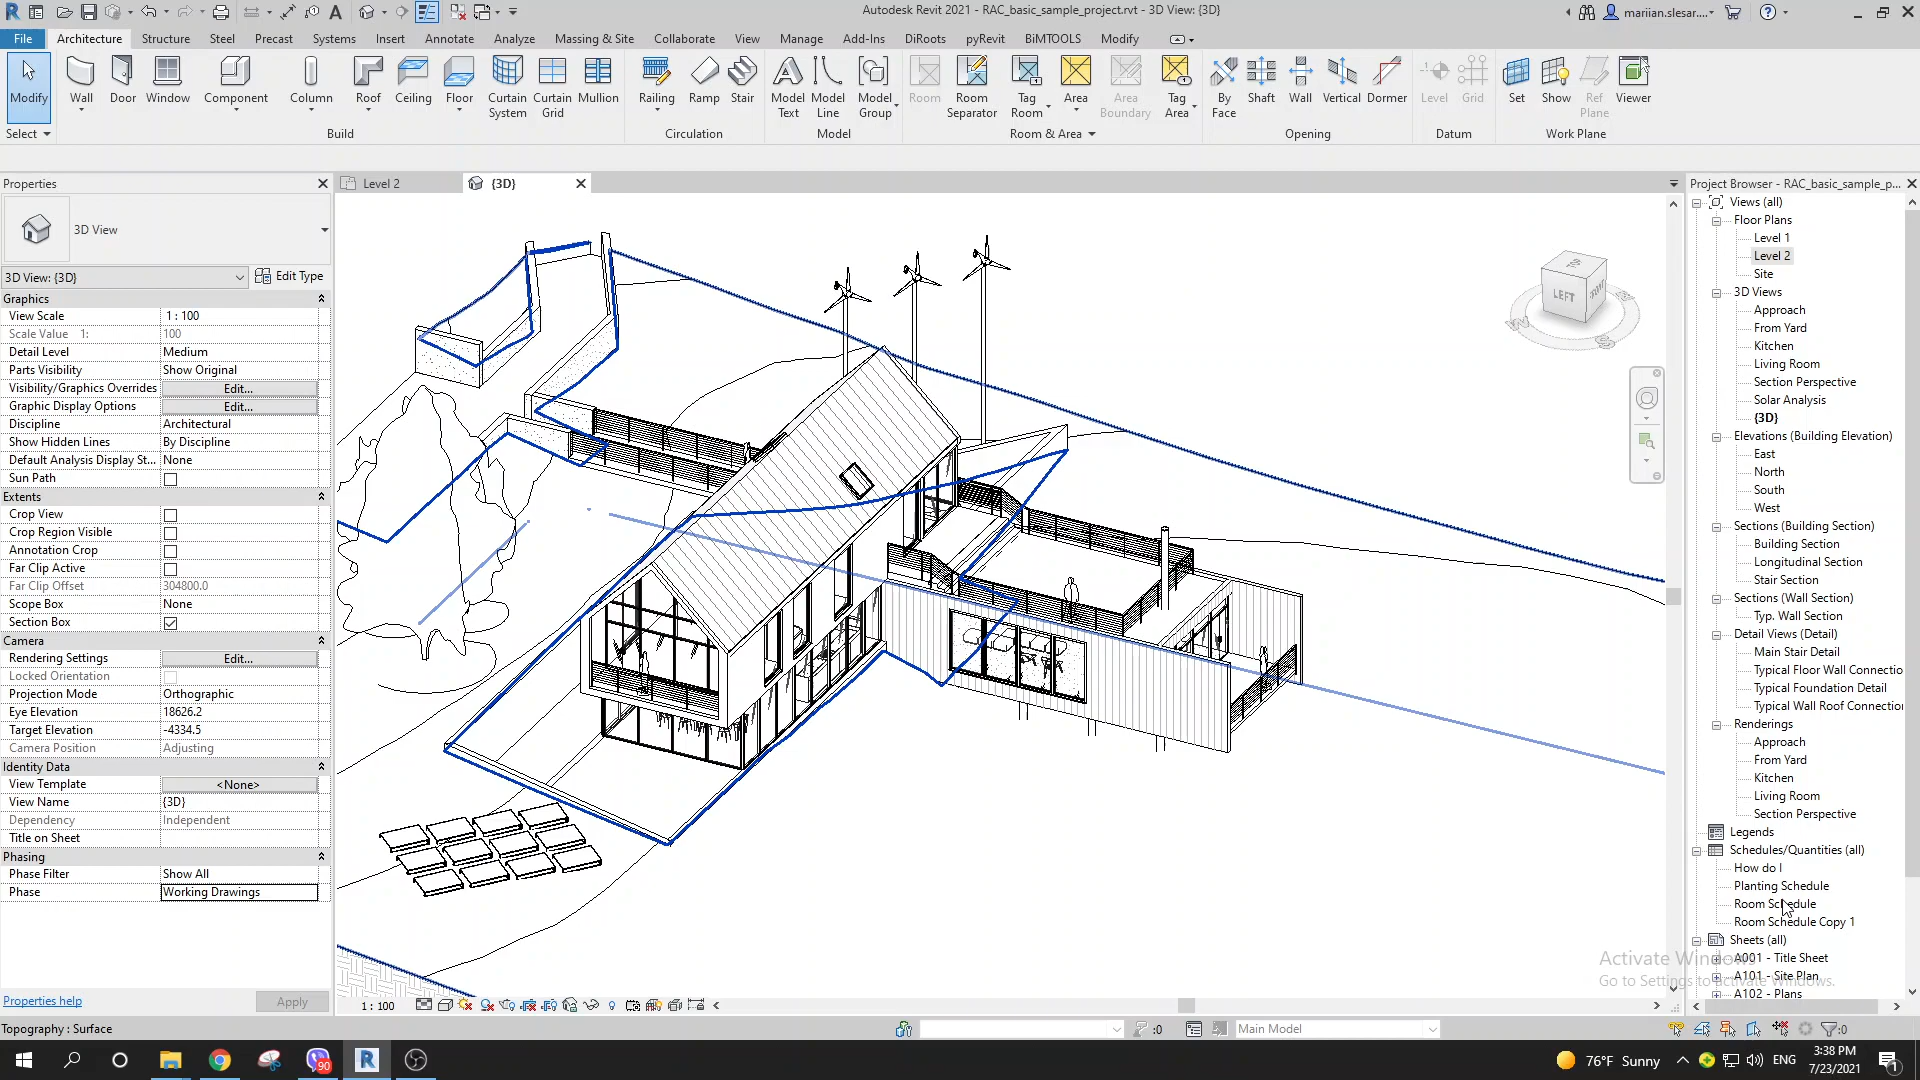 Autodesk Revit 2021 - RAC_basic_sample_project.rvt - 3D View: {3D}
mariian.slesar....
File Architecture Structure Steel Precast Systems Insert Annotate Analyze Massing & Site Collaborate View Manage Add-Ins DiRoots pyRevit BiMTOOLS Modify
Modify Wall Door Window Component Column Roof Ceiling Floor Curtain System Curtain Grid Mullion Railing Ramp Stair Model Text Model Line Model Group Room Room Separator Tag Room Area Area Boundary Tag Area By Face Shaft Wall Vertical Dormer Level Grid Set Show Ref Plane Viewer
Select Build Circulation Model Room & Area Opening Datum Work Plane
Properties
Level 2
{3D}
Project Browser - RAC_basic_sample_p...
3D View
3D View: {3D}
Edit Type
Graphics
View Scale 1 : 100
Scale Value 1: 100
Detail Level Medium
Parts Visibility Show Original
Visibility/Graphics Overrides Edit...
Graphic Display Options Edit...
Discipline Architectural
Show Hidden Lines By Discipline
Default Analysis Display St... None
Sun Path
Extents
Crop View
Crop Region Visible
Annotation Crop
Far Clip Active
Far Clip Offset 304800.0
Scope Box None
Section Box
Camera
Rendering Settings Edit...
Locked Orientation
Projection Mode Orthographic
Eye Elevation 18626.2
Target Elevation -4334.5
Camera Position Adjusting
Identity Data
View Template <None>
View Name {3D}
Dependency Independent
Title on Sheet
Phasing
Phase Filter Show All
Phase Working Drawings
Properties help
Apply
LEFT
Views (all)
Floor Plans
Level 1
Level 2
Site
3D Views
Approach
From Yard
Kitchen
Living Room
Section Perspective
Solar Analysis
{3D}
Elevations (Building Elevation)
East
North
South
West
Sections (Building Section)
Building Section
Longitudinal Section
Stair Section
Sections (Wall Section)
Typ. Wall Section
Detail Views (Detail)
Main Stair Detail
Typical Floor Wall Connectio
Typical Foundation Detail
Typical Wall Roof Connection
Renderings
Approach
From Yard
Kitchen
Living Room
Section Perspective
Legends
Schedules/Quantities (all)
How do I
Planting Schedule
Room Schedule
Room Schedule Copy 1
Sheets (all)
A001 - Title Sheet
A101 - Site Plan
A102 - Plans
Activate Windows
Go to Settings to activate Windows.
1 : 100
Topography : Surface
:0
Main Model
:0
90
76°F Sunny
ENG
3:38 PM
7/23/2021
1